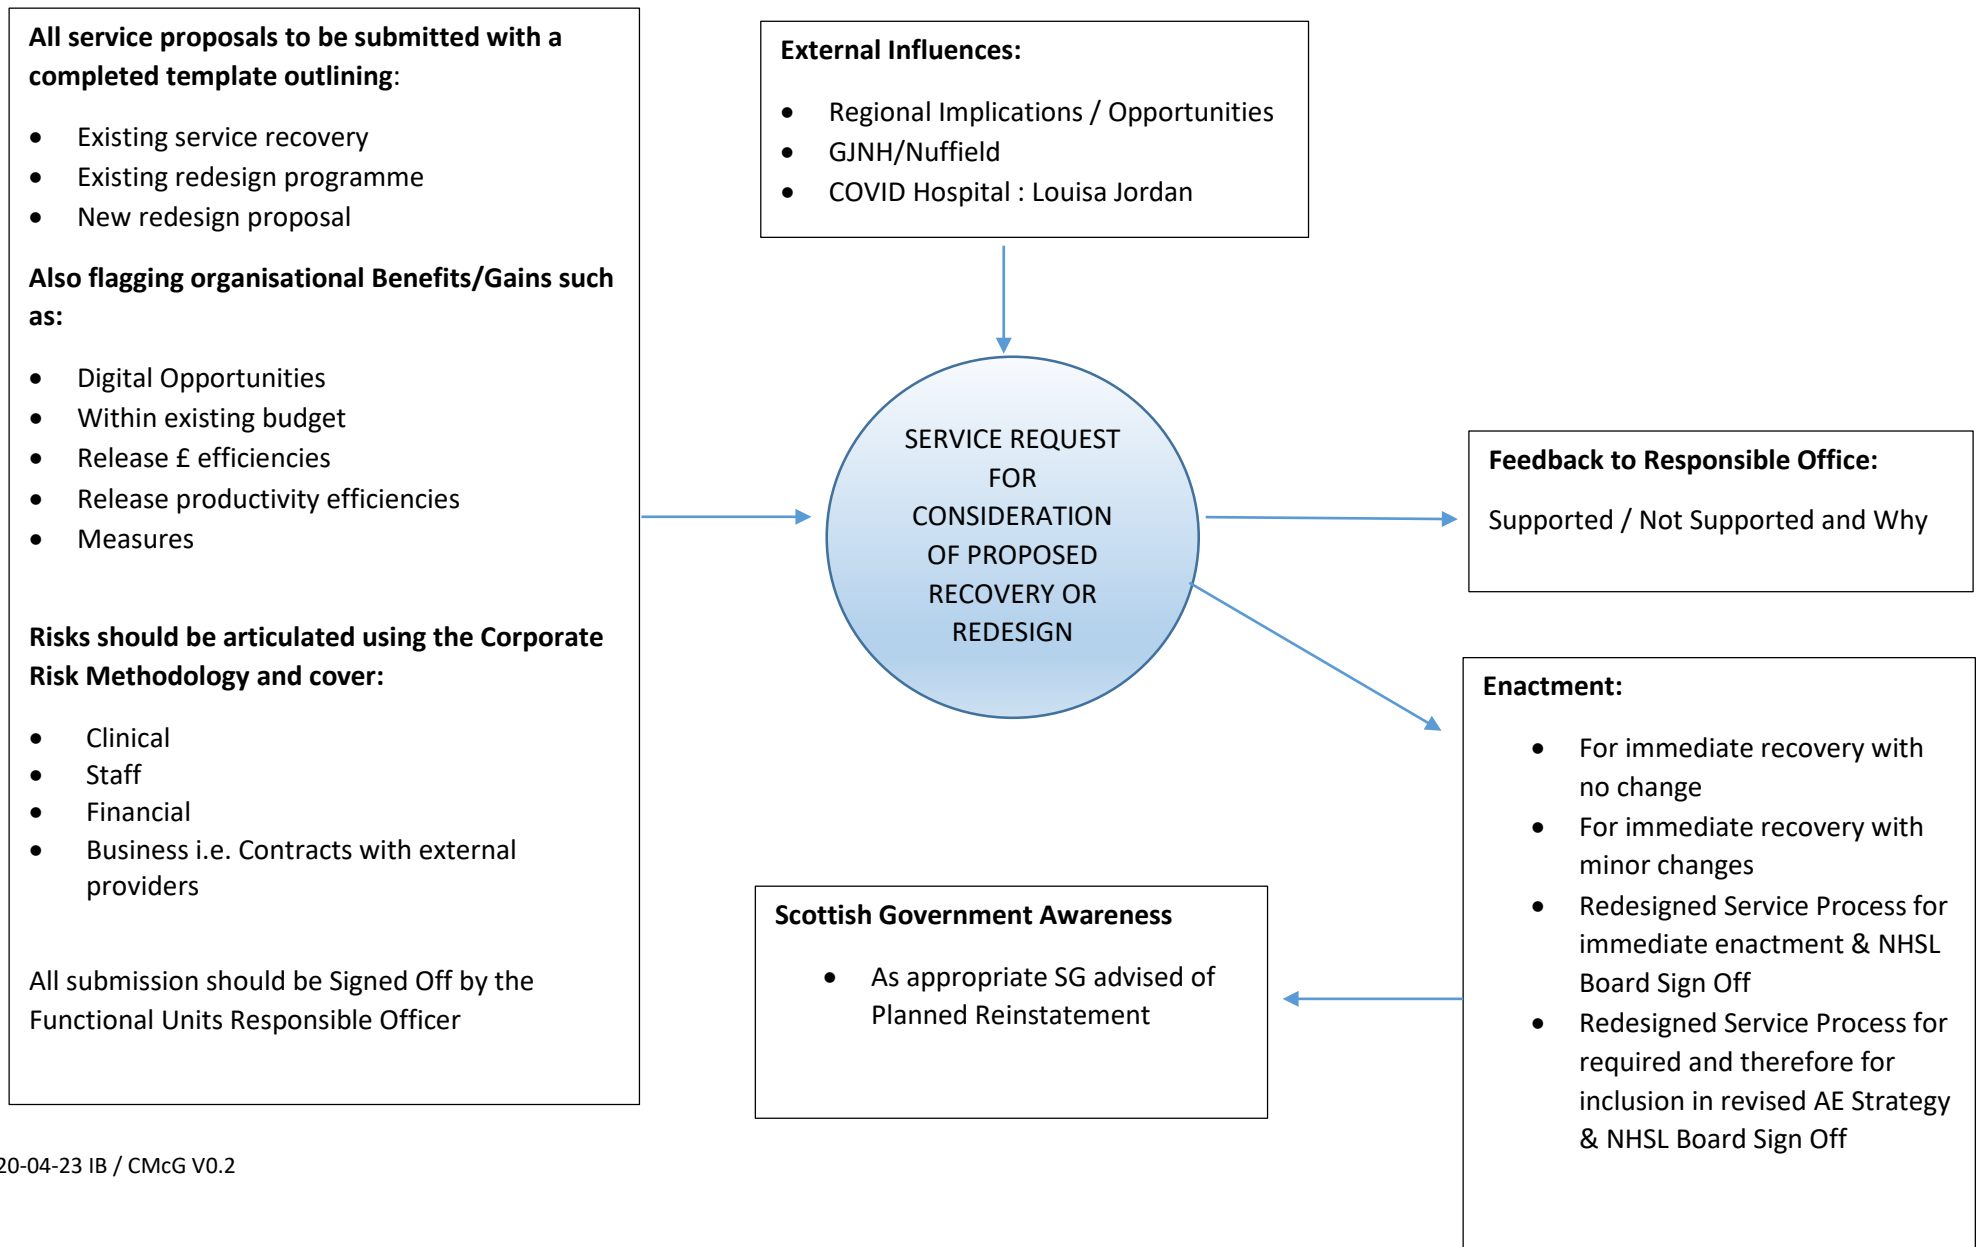 All service proposals to be submitted with a
completed template outlining:
• Existing service recovery
• Existing redesign programme
• New redesign proposal
Also flagging organisational Benefits/Gains such
as:
• Digital Opportunities
• Within existing budget
• Release £ efficiencies
• Release productivity efficiencies
• Measures
Risks should be articulated using the Corporate
Risk Methodology and cover:
• Clinical
• Staff
• Financial
• Business i.e. Contracts with external
providers
All submission should be Signed Off by the
Functional Units Responsible Officer
External Influences:
• Regional Implications / Opportunities
• GJNH/Nuffield
• COVID Hospital : Louisa Jordan
SERVICE REQUEST
FOR
CONSIDERATION
OF PROPOSED
RECOVERY OR
REDESIGN
Feedback to Responsible Office:
Supported / Not Supported and Why
Enactment:
• For immediate recovery with
no change
• For immediate recovery with
minor changes
• Redesigned Service Process for
immediate enactment & NHSL
Board Sign Off
• Redesigned Service Process for
required and therefore for
inclusion in revised AE Strategy
& NHSL Board Sign Off
Scottish Government Awareness
• As appropriate SG advised of
Planned Reinstatement
20-04-23 IB / CMcG V0.2